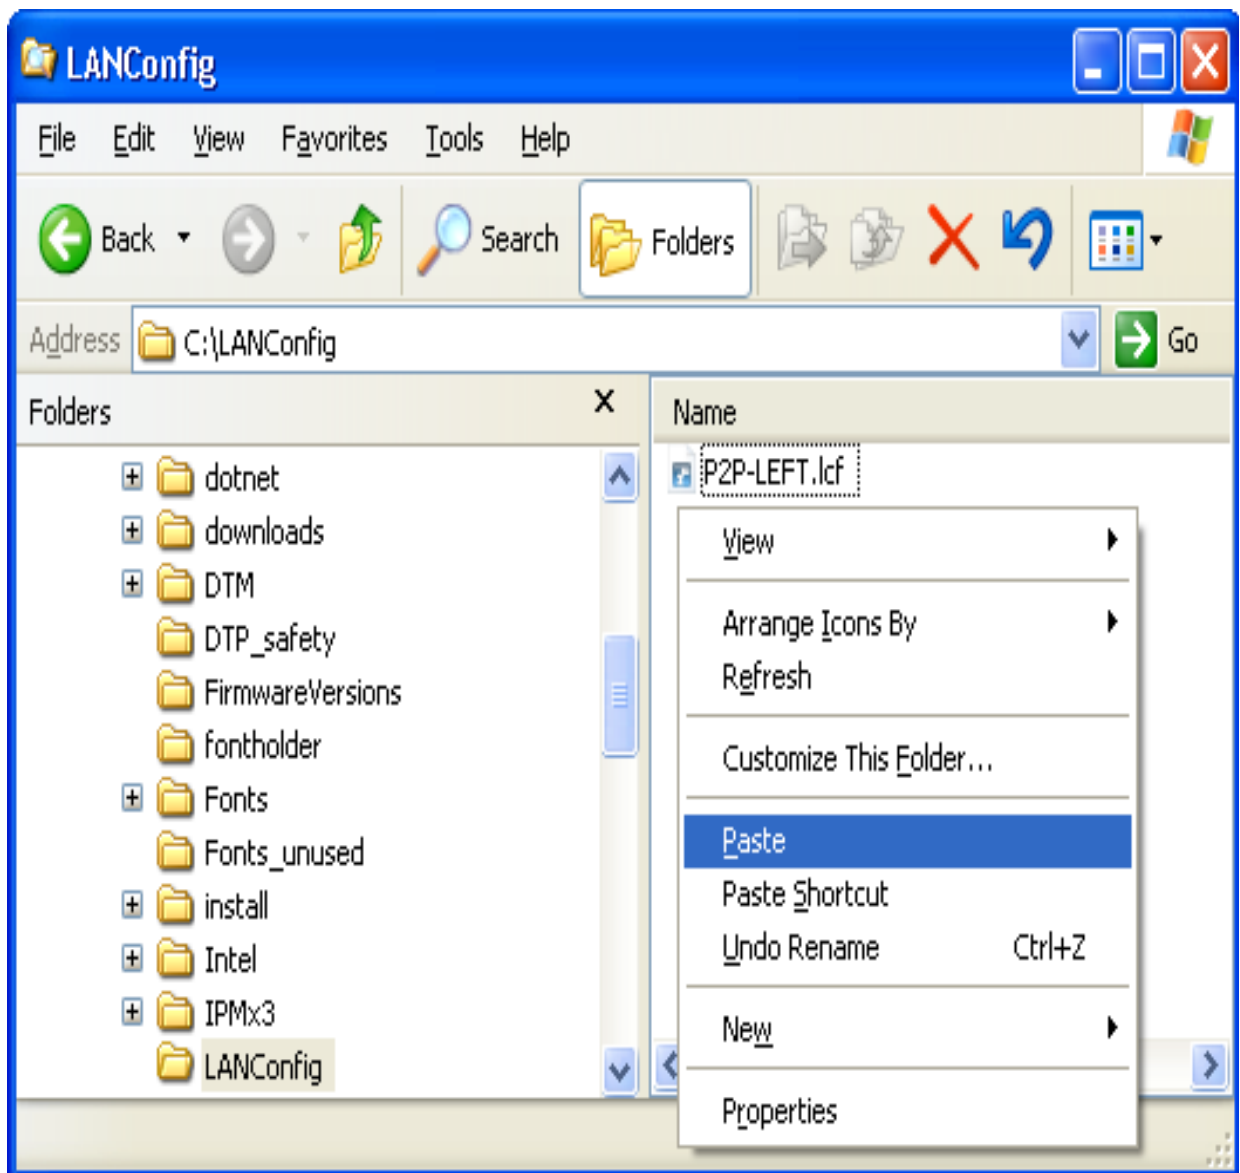 LANConfig
File Edit View Favorites Tools Help
Back Search Folders
Address C:\LANConfig Go
Folders X
dotnet
downloads
DTM
DTP_safety
FirmwareVersions
fontholder
Fonts
Fonts_unused
install
Intel
IPMx3
LANConfig
Name
P2P-LEFT.lcf
View
Arrange Icons By
Refresh
Customize This Folder...
Paste
Paste Shortcut
Undo Rename Ctrl+Z
New
Properties